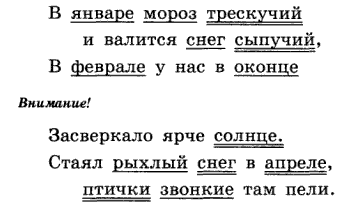 В январе мороз трескучий
и валится снег сыпучий,
В феврале у нас в оконце
Внимание!
Засверкало ярче солнце.
Стаял рыхлый снег в апреле,
птички звонкие там пели.